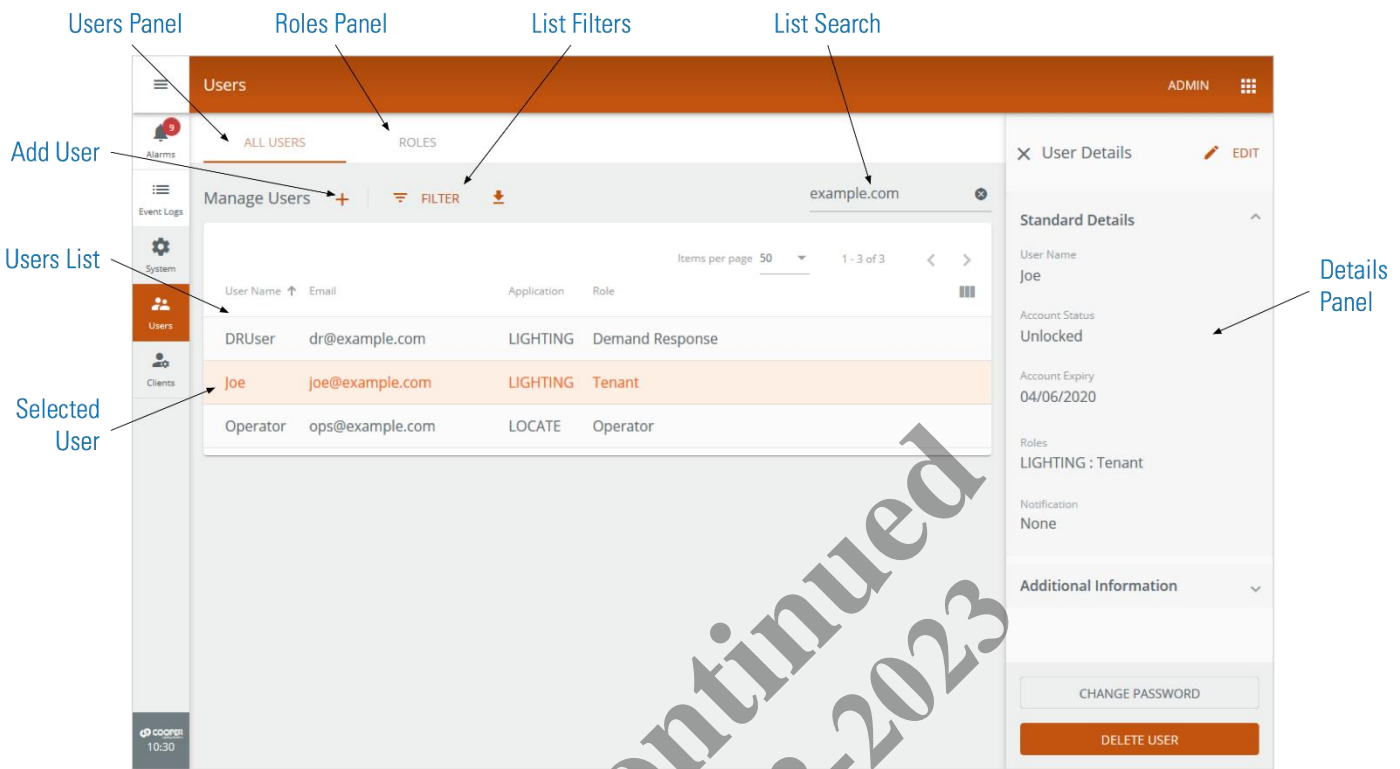 Users Panel
Roles Panel
List Filters
List Search
Users
ADMIN
9
Alarms
ALL USERS
ROLES
Add User
User Details
EDIT
Manage Users
FILTER
example.com
Event Logs
Standard Details
System
Users List
Items per page 50
1 - 3 of 3
User Name
Joe
Details
Panel
User Name Email Application Role
Users
DRUser dr@example.com LIGHTING Demand Response
Account Status
Unlocked
Clients
Joe joe@example.com LIGHTING Tenant
Account Expiry
04/06/2020
Selected
User
Operator ops@example.com LOCATE Operator
Roles
LIGHTING : Tenant
Notification
None
Additional Information
CHANGE PASSWORD
DELETE USER
COOPER
10:30
ontinued
-2023